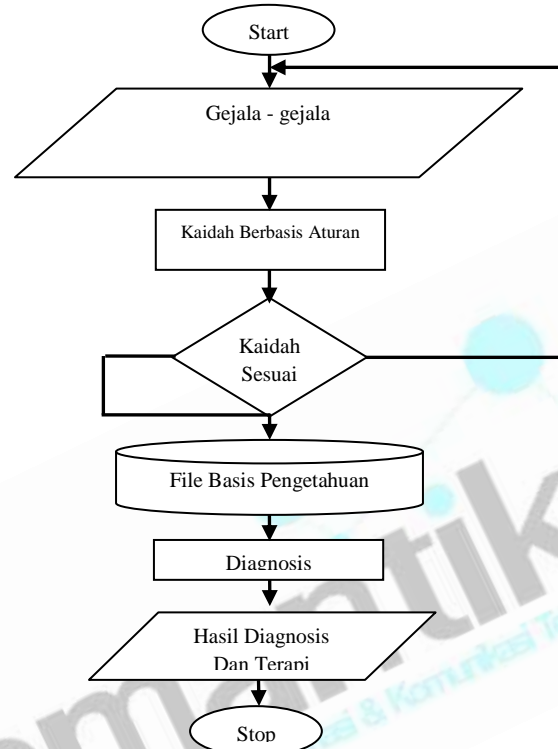 Start
Gejala - gejala
Kaidah Berbasis Aturan
Kaidah
Sesuai
File Basis Pengetahuan
Diagnosis
Hasil Diagnosis
Dan Terapi
Stop